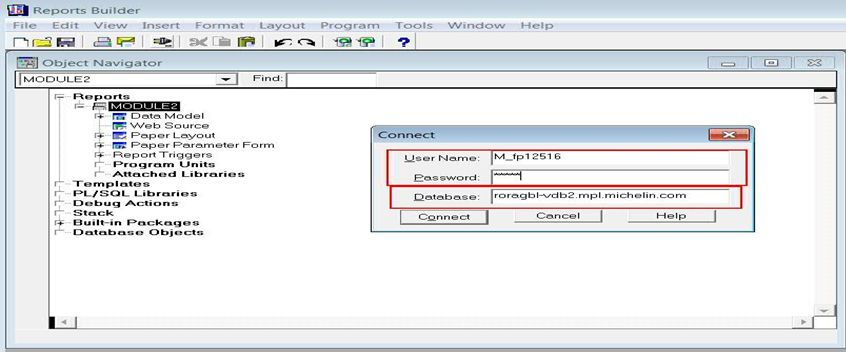 Reports Builder
File Edit View Insert Format Layout Program Tools Window Help
Object Navigator
MODULE2 Find:
Reports
MODULE2
Data Model
Web Source
Paper Layout
Paper Parameter Form
Report Triggers
Program Units
Attached Libraries
Templates
PL/SQL Libraries
Debug Actions
Stack
Built-in Packages
Database Objects
Connect
User Name: M_fp12516
Password: *****
Database: roragbl-vdb2.mpl.michelin.com
Connect Cancel Help